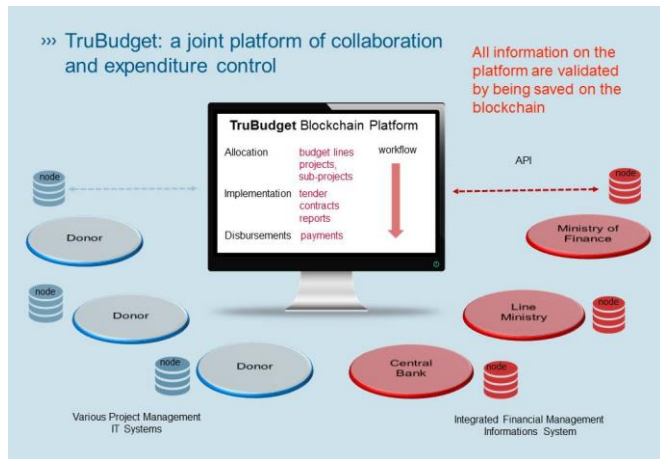 ››› TruBudget: a joint platform of collaboration
and expenditure control
All information on the
platform are validated
by being saved on the
blockchain
TruBudget Blockchain Platform
Allocation budget lines workflow
projects,
sub-projects
Implementation tender
contracts
reports
Disbursements payments
API
node
node
Donor
Ministry of
Finance
node
Donor
Line
Ministry
node
node
Donor
Central
Bank
node
Various Project Management
IT Systems
Integrated Financial Management
Informations System